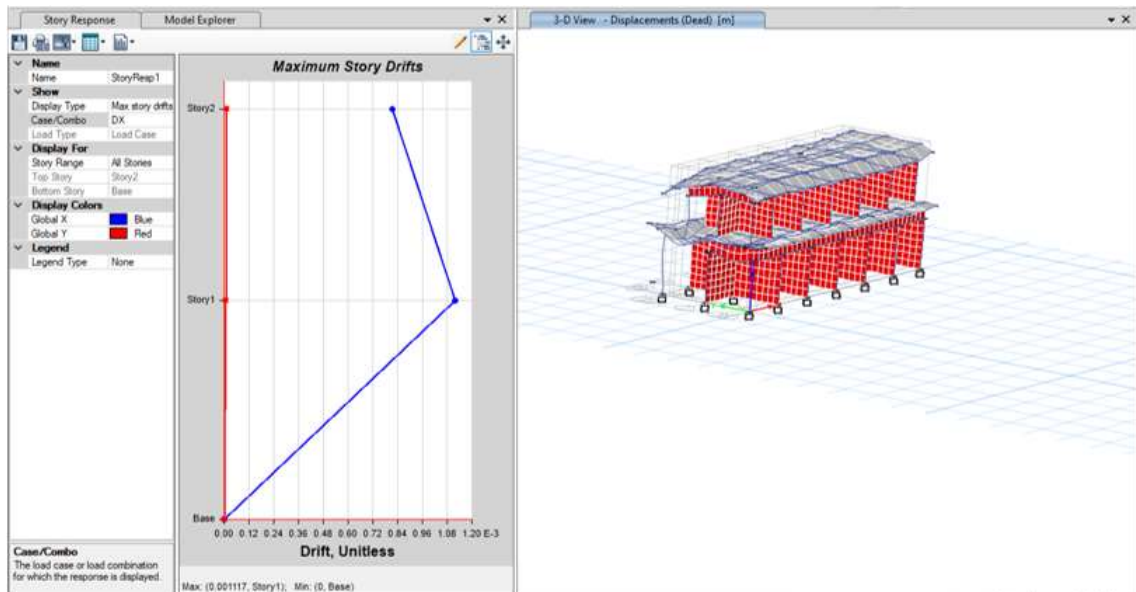 Story Response
Model Explorer
Name
Name StoryResp1
Show
Display Type Max story drifts
Case/Combo DX
Load Type Load Case
Display For
Story Range All Stories
Top Story Story2
Bottom Story Base
Display Colors
Global X Blue
Global Y Red
Legend
Legend Type None
Case/Combo
The load case or load combination
for which the response is displayed.
Maximum Story Drifts
Story2
Story1
Base
0.00 0.12 0.24 0.36 0.48 0.60 0.72 0.84 0.96 1.08 1.20 E-3
Drift, Unitless
Max: (0.001117, Story1); Min: (0, Base)
3-D View - Displacements (Dead) [m]